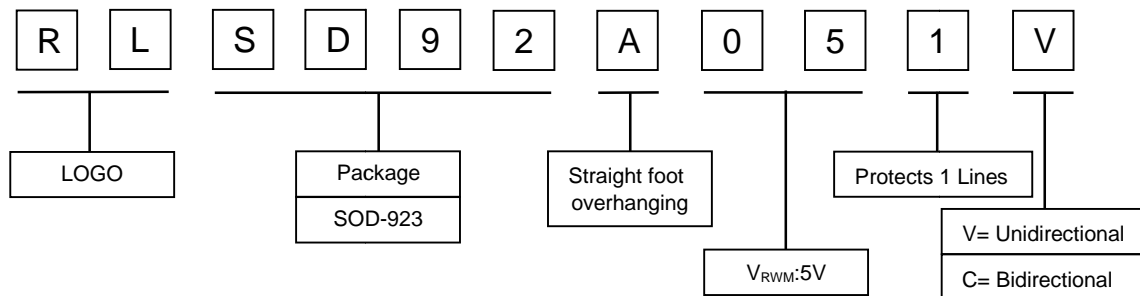 R L S D 9 2 A 0 5 1 V
LOGO
Package
SOD-923
Straight foot
overhanging
VRWM:5V
Protects 1 Lines
V= Unidirectional
C= Bidirectional